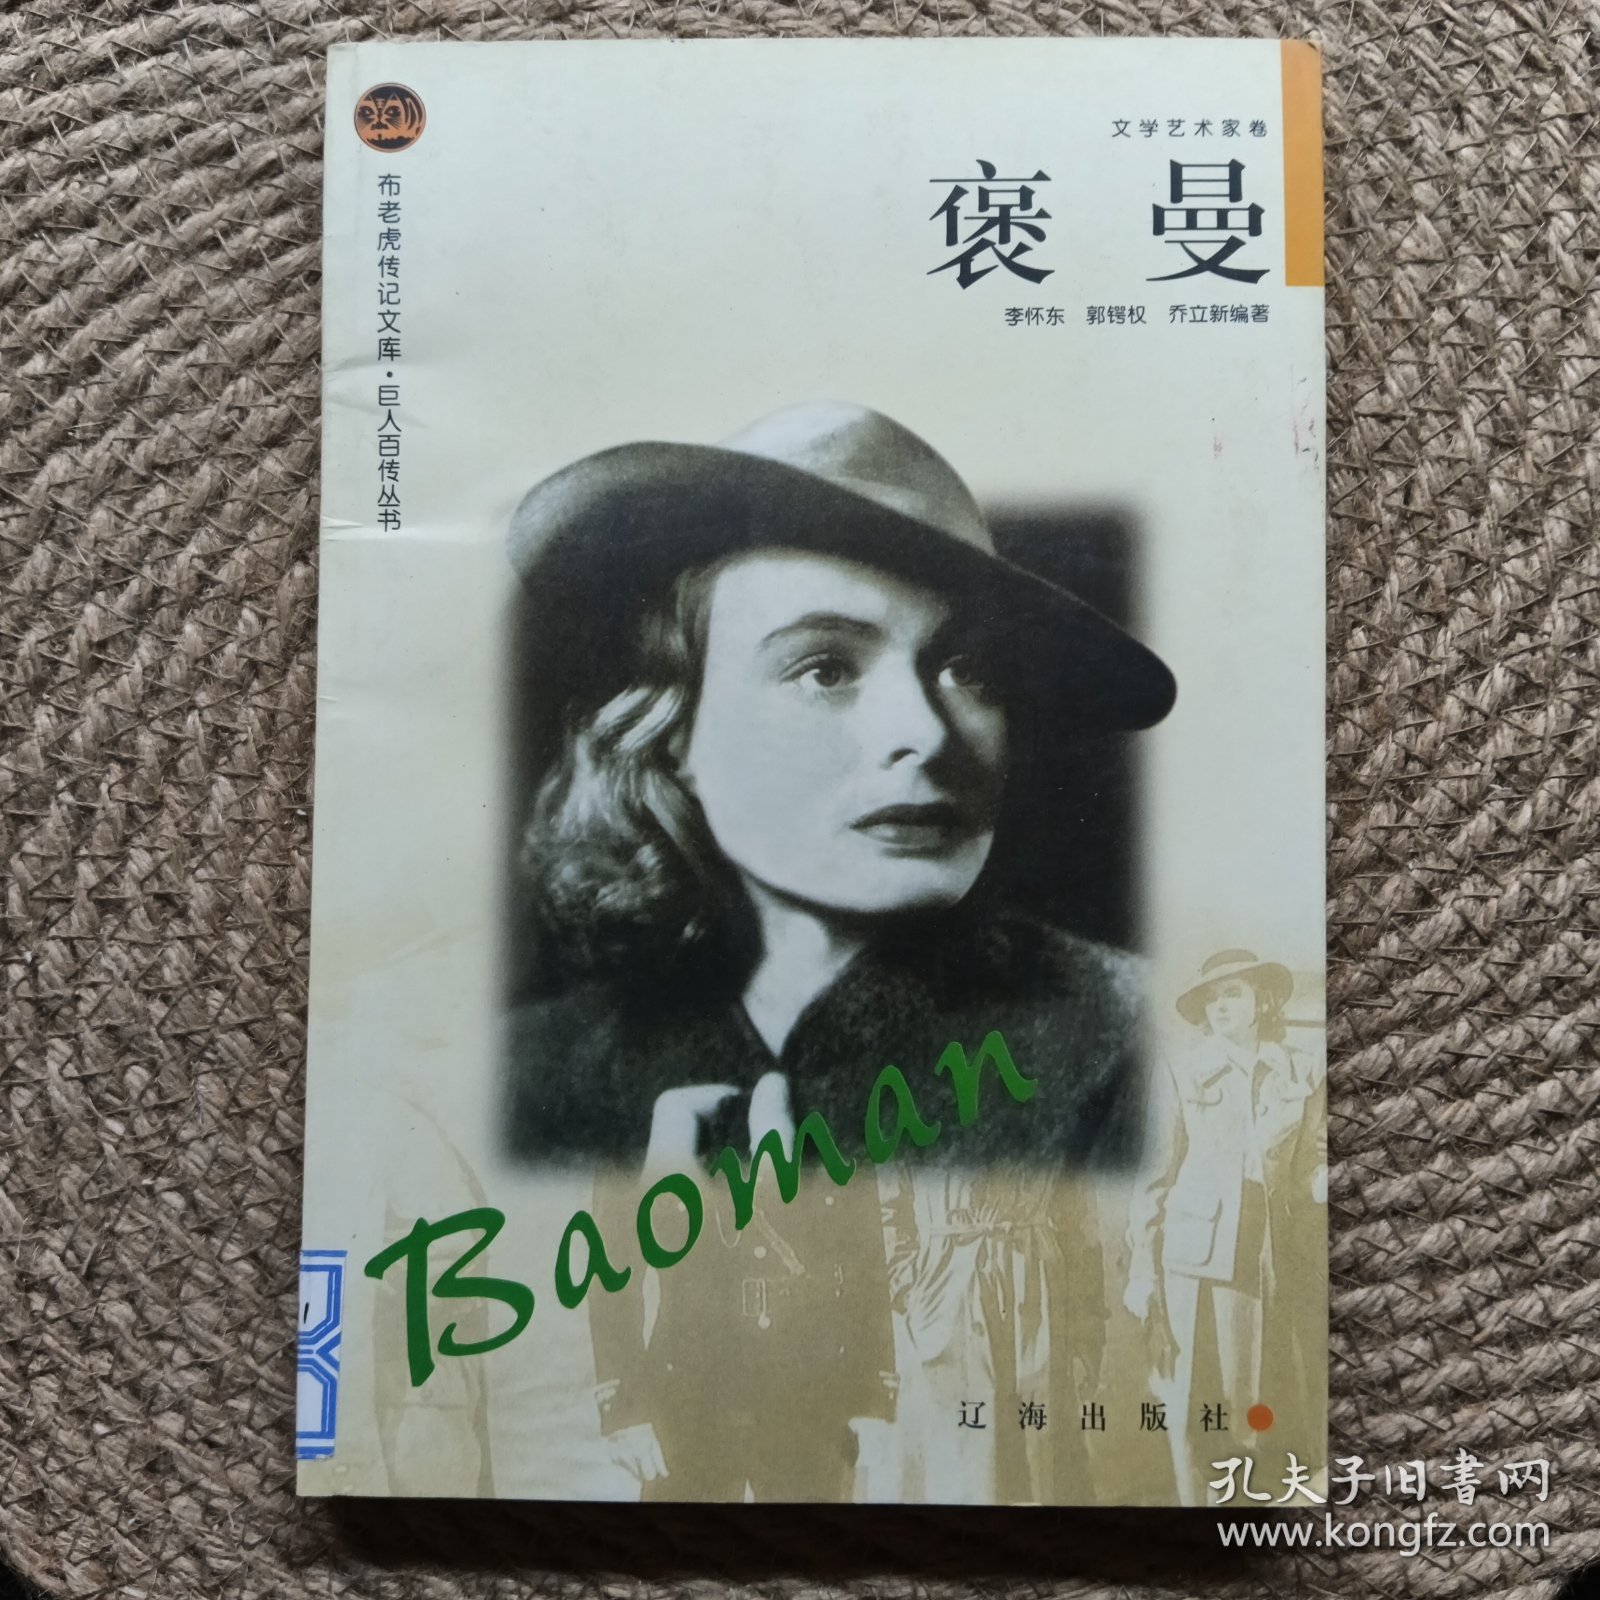 文学艺术家卷
褒曼
李怀东 郭锷权 乔立新编著
布老虎传记文库·巨人百传丛书
Baoman
辽海出版社
孔夫子旧書网
www.kongfz.com